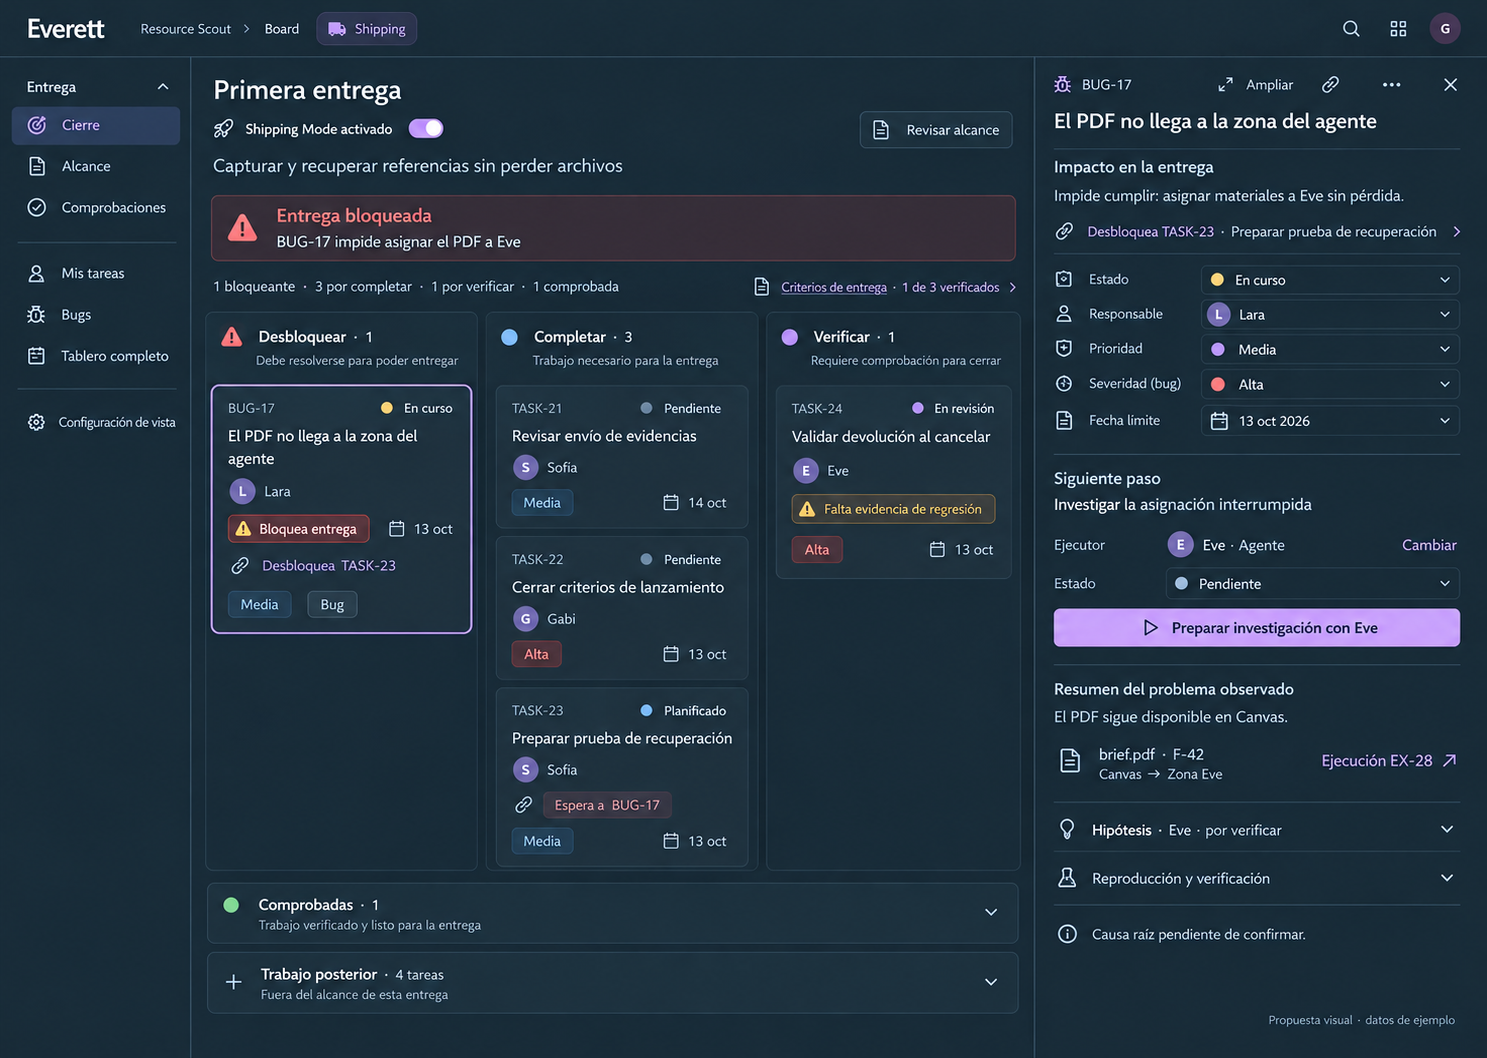 Everett
Resource Scout > Board
Shipping
G
Entrega
Cierre
Alcance
Comprobaciones
Mis tareas
Bugs
Tablero completo
Configuración de vista
Primera entrega
Shipping Mode activado
Revisar alcance
Capturar y recuperar referencias sin perder archivos
Entrega bloqueada
BUG-17 impide asignar el PDF a Eve
1 bloqueante · 3 por completar · 1 por verificar · 1 comprobada
Criterios de entrega · 1 de 3 verificados
Desbloquear · 1
Debe resolverse para poder entregar
BUG-17
En curso
El PDF no llega a la zona del
agente
L Lara
Bloquea entrega
13 oct
Desbloquea TASK-23
Media
Bug
Completar · 3
Trabajo necesario para la entrega
TASK-21
Pendiente
Revisar envío de evidencias
S Sofía
Media
14 oct
TASK-22
Pendiente
Cerrar criterios de lanzamiento
G Gabi
Alta
13 oct
TASK-23
Planificado
Preparar prueba de recuperación
S Sofía
Espera a BUG-17
Media
13 oct
Verificar · 1
Requiere comprobación para cerrar
TASK-24
En revisión
Validar devolución al cancelar
E Eve
Falta evidencia de regresión
Alta
13 oct
Comprobadas · 1
Trabajo verificado y listo para la entrega
Trabajo posterior · 4 tareas
Fuera del alcance de esta entrega
BUG-17
Ampliar
El PDF no llega a la zona del agente
Impacto en la entrega
Impide cumplir: asignar materiales a Eve sin pérdida.
Desbloquea TASK-23 · Preparar prueba de recuperación
Estado
En curso
Responsable
L Lara
Prioridad
Media
Severidad (bug)
Alta
Fecha límite
13 oct 2026
Siguiente paso
Investigar la asignación interrumpida
Ejecutor
E Eve · Agente
Cambiar
Estado
Pendiente
Preparar investigación con Eve
Resumen del problema observado
El PDF sigue disponible en Canvas.
brief.pdf · F-42
Canvas → Zona Eve
Ejecución EX-28
Hipótesis · Eve · por verificar
Reproducción y verificación
Causa raíz pendiente de confirmar.
Propuesta visual · datos de ejemplo